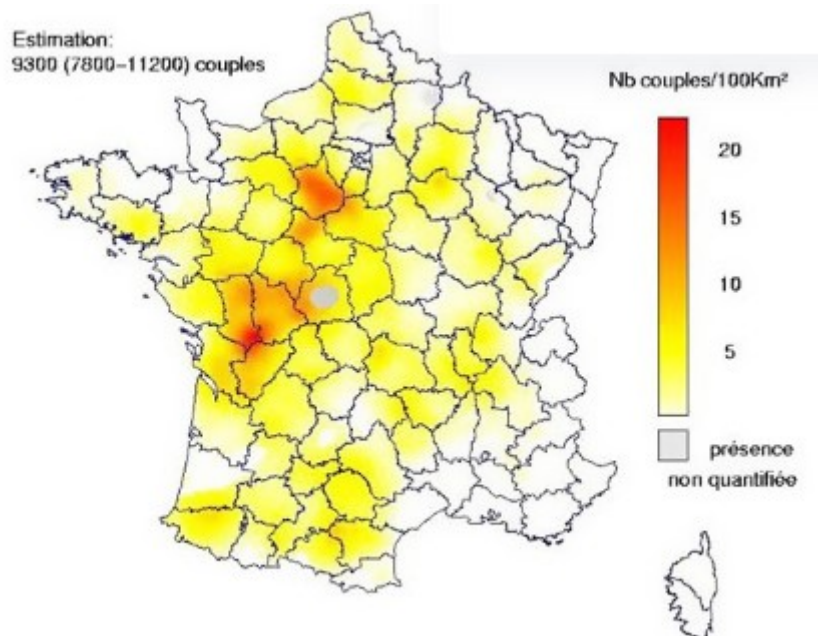 Estimation:
9300 (7800–11200) couples
Nb couples/100Km²
20
15
10
5
présence
non quantifiée